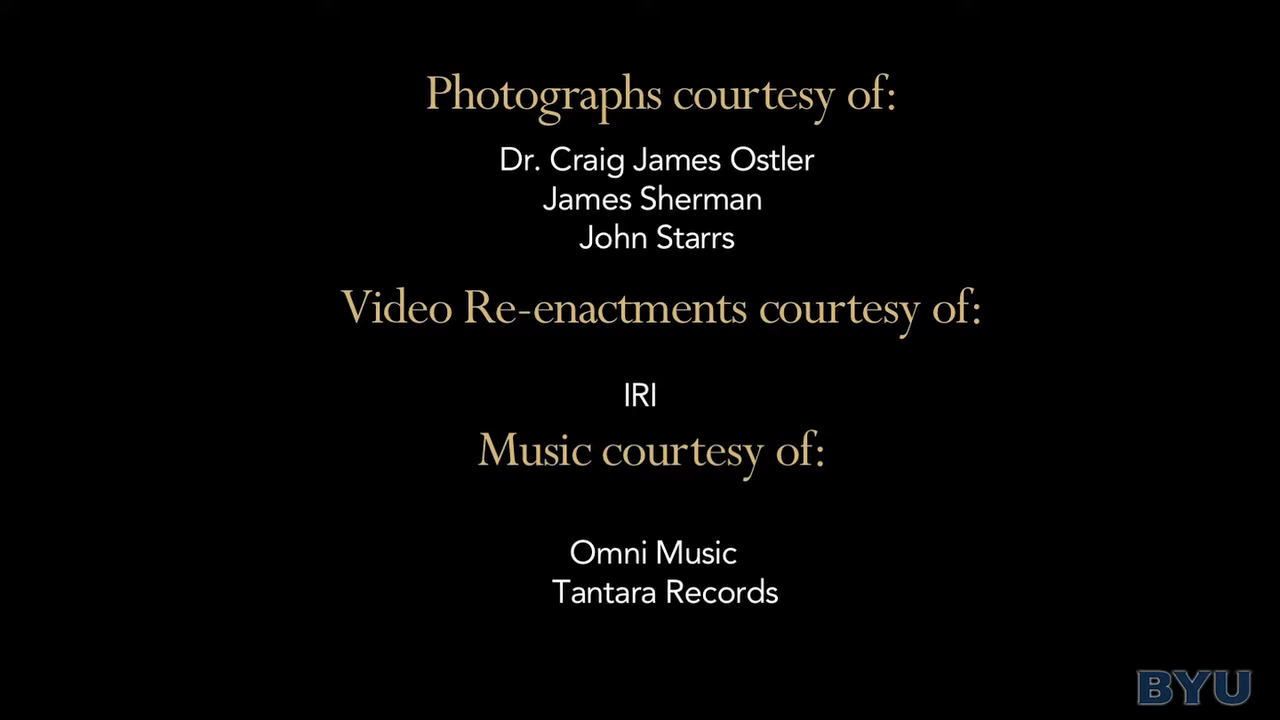 Photographs courtesy of:
Dr. Craig James Ostler
James Sherman
John Starrs
Video Re-enactments courtesy of:
IRI
Music courtesy of:
Omni Music
Tantara Records
BYU